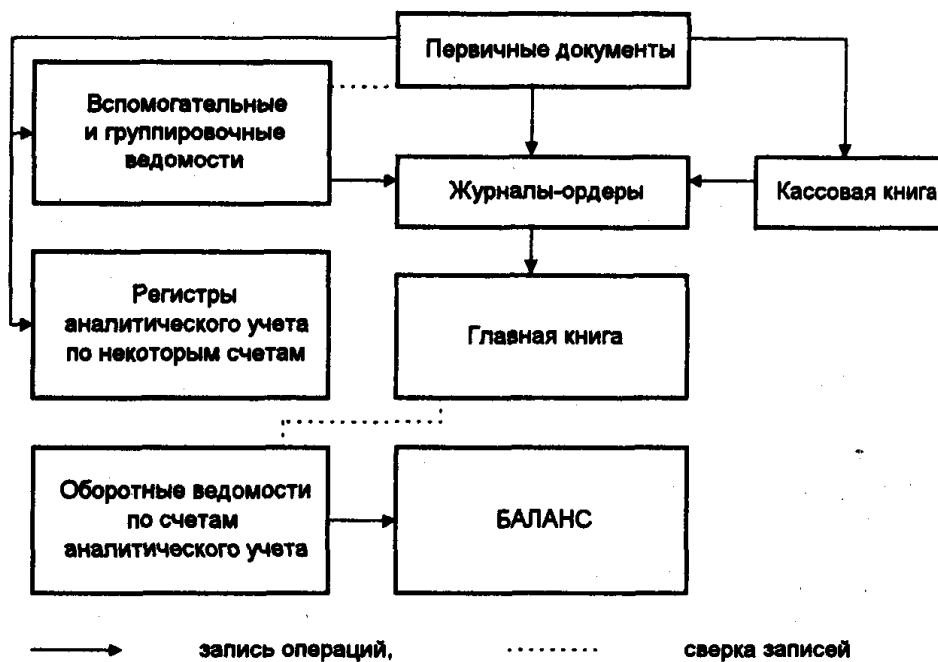 Первичные документы
Вспомогательные
и группировочные
ведомости
Журналы-ордеры
Кассовая книга
Регистры
аналитического учета
по некоторым счетам
Главная книга
Оборотные ведомости
по счетам
аналитического учета
БАЛАНС
запись операций,
сверка записей